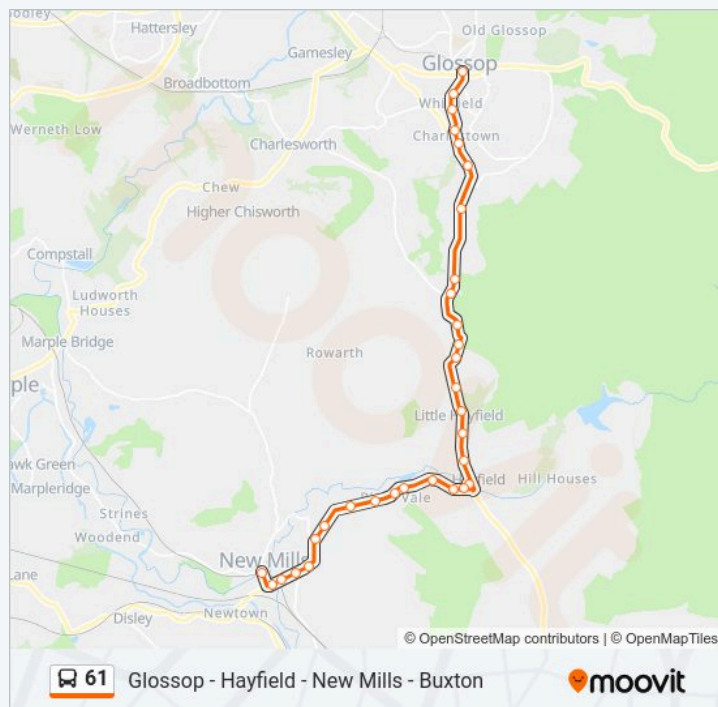 Godley
Hattersley
Old Glossop
Gamesley
Glossop
Broadbottom
Whitfield
Werneth Low
Charlestown
Charlesworth
Chew
Higher Chisworth
Compstall
Ludworth
Houses
Marple Bridge
Rowarth
ple
Little Hayfield
awk Green
Marpleridge
Hayfield
Hill Houses
Vale
Strines
Woodend
New Mills
Lane
Newtown
Disley
© OpenStreetMap contributors | © OpenMapTiles
61
Glossop - Hayfield - New Mills - Buxton
moovit